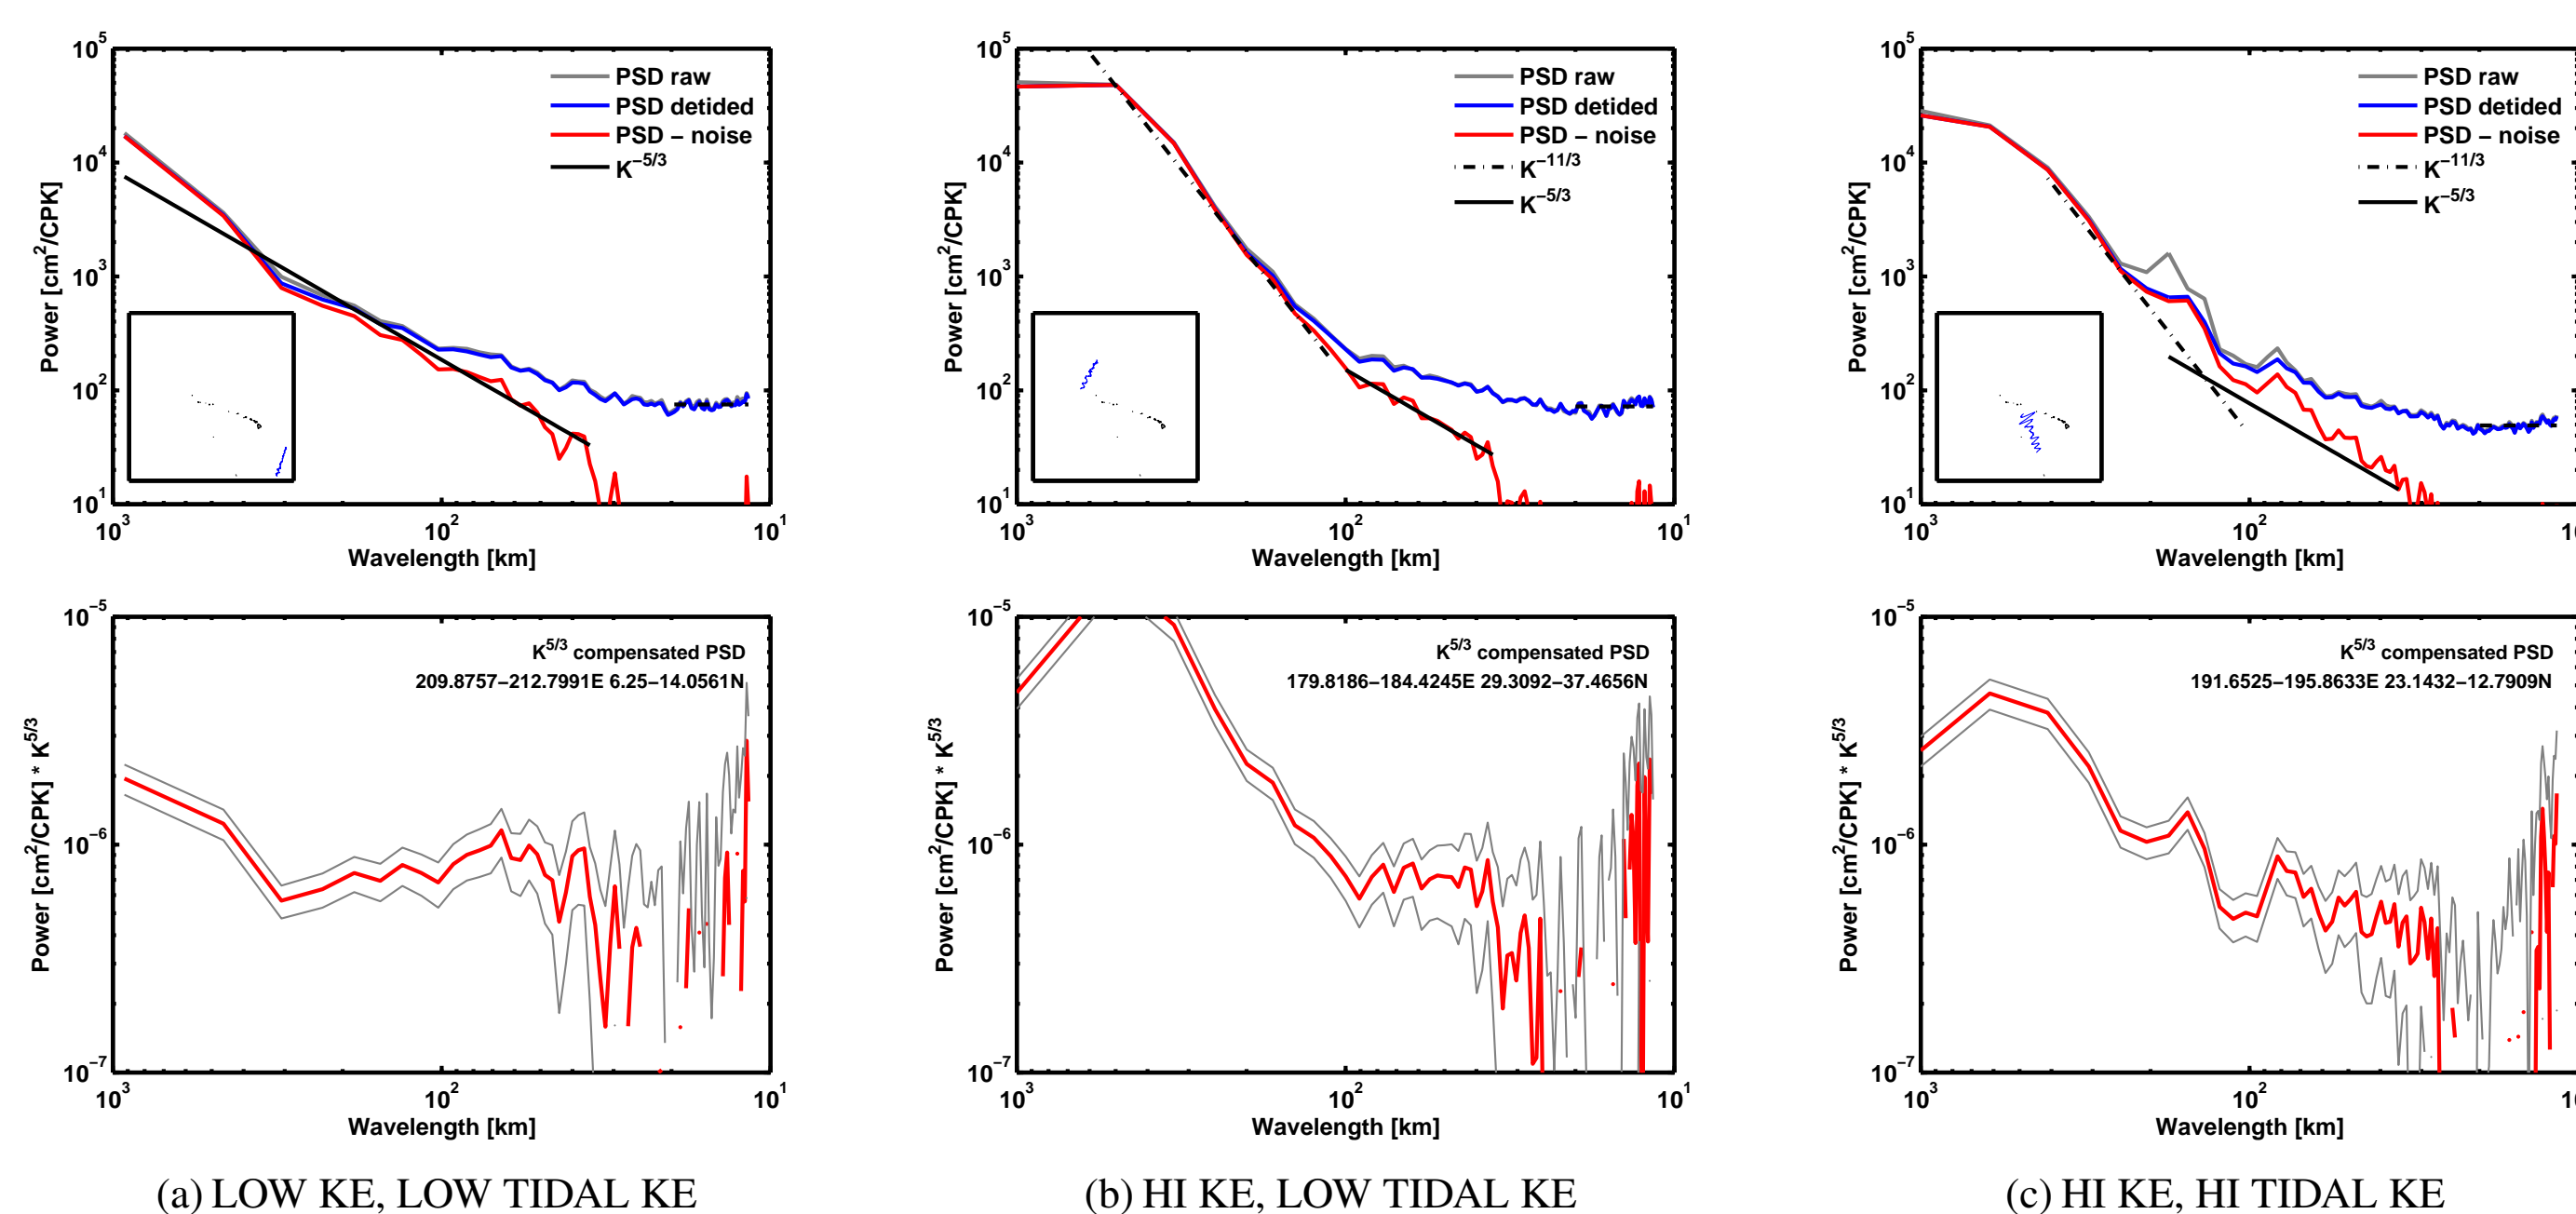 10^5
10^4
10^3
10^2
10^1
Power [cm^2/CPK]
PSD raw
PSD detided
PSD – noise
K^−5/3
10^3
10^2
10^1
Wavelength [km]
10^5
10^4
10^3
10^2
10^1
Power [cm^2/CPK]
PSD raw
PSD detided
PSD – noise
K^−11/3
K^−5/3
10^3
10^2
10^1
Wavelength [km]
10^5
10^4
10^3
10^2
10^1
Power [cm^2/CPK]
PSD raw
PSD detided
PSD – noise
K^−11/3
K^−5/3
10^3
10^2
Wavelength [km]
10^−5
10^−6
10^−7
Power [cm^2/CPK] * K^5/3
K^5/3 compensated PSD
209.8757−212.7991E 6.25−14.0561N
10^3
10^2
10^1
Wavelength [km]
10^−5
10^−6
10^−7
Power [cm^2/CPK] * K^5/3
K^5/3 compensated PSD
179.8186−184.4245E 29.3092−37.4656N
10^3
10^2
10^1
Wavelength [km]
10^−5
10^−6
10^−7
Power [cm^2/CPK] * K^5/3
K^5/3 compensated PSD
191.6525−195.8633E 23.1432−12.7909N
10^3
10^2
Wavelength [km]
(a) LOW KE, LOW TIDAL KE
(b) HI KE, LOW TIDAL KE
(c) HI KE, HI TIDAL KE